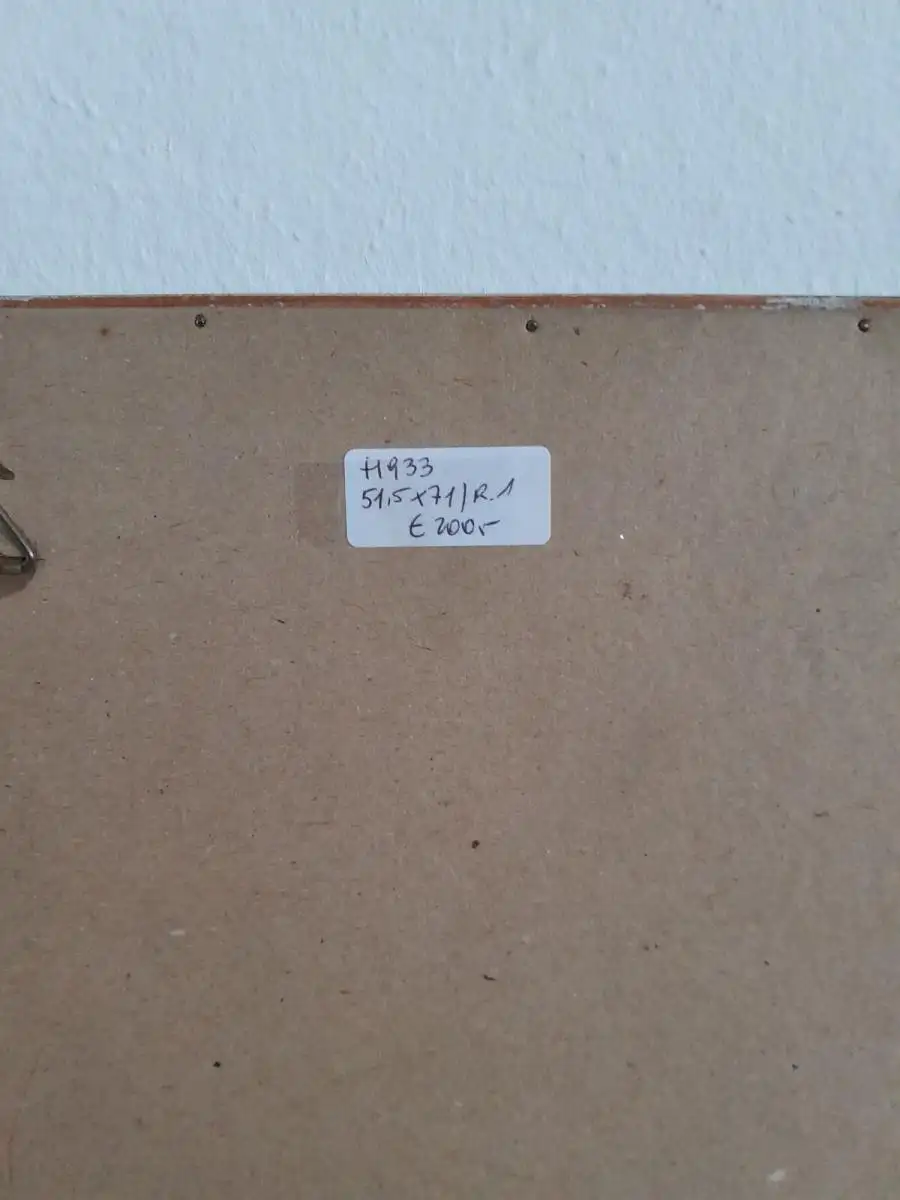 H933
51,5x71/R.1
€ 200,-